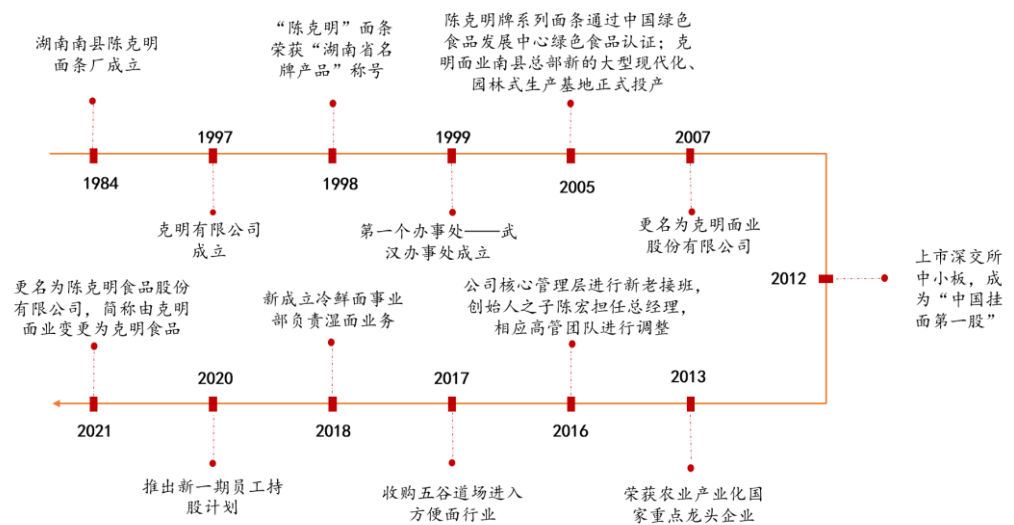 湖南南县陈克明
面条厂成立
1984
1997
克明有限公司
成立
“陈克明”面条
荣获“湖南省名
牌产品”称号
1998
1999
第一个办事处——武
汉办事处成立
陈克明牌系列面条通过中国绿色
食品发展中心绿色食品认证；克
明面业南县总部新的大型现代化、
园林式生产基地正式投产
2005
2007
更名为克明面业
股份有限公司
2012
上市深交所
中小板，成
为“中国挂
面第一股”
2013
荣获农业产业化国
家重点龙头企业
公司核心管理层进行新老接班，
创始人之子陈宏担任总经理，
相应高管团队进行调整
2016
2017
收购五谷道场进入
方便面行业
新成立冷鲜面事业
部负责湿面业务
2018
2020
推出新一期员工持
股计划
更名为陈克明食品股份
有限公司，简称由克明
面业变更为克明食品
2021